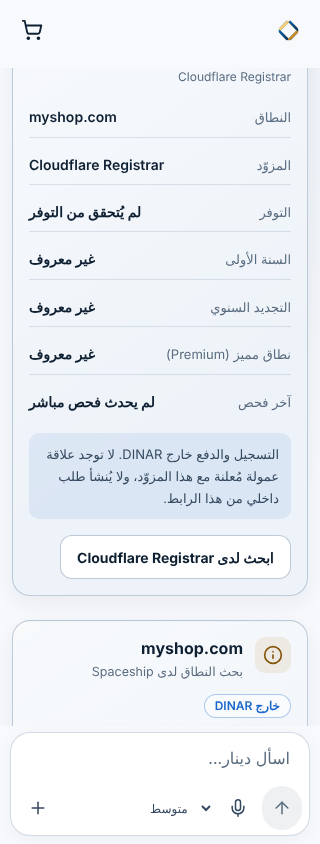 Cloudflare Registrar
النطاق
myshop.com
المزوّد
Cloudflare Registrar
التوفر
لم يُتحقق من التوفر
السنة الأولى
غير معروف
التجديد السنوي
غير معروف
نطاق مميز (Premium)
غير معروف
آخر فحص
لم يحدث فحص مباشر
التسجيل والدفع خارج DINAR. لا توجد علاقة
عمولة مُعلنة مع هذا المزوّد، ولا يُنشأ طلب
داخلي من هذا الرابط.
ابحث لدى Cloudflare Registrar
myshop.com
بحث النطاق لدى Spaceship
خارج DINAR
اسأل دينار...
متوسط